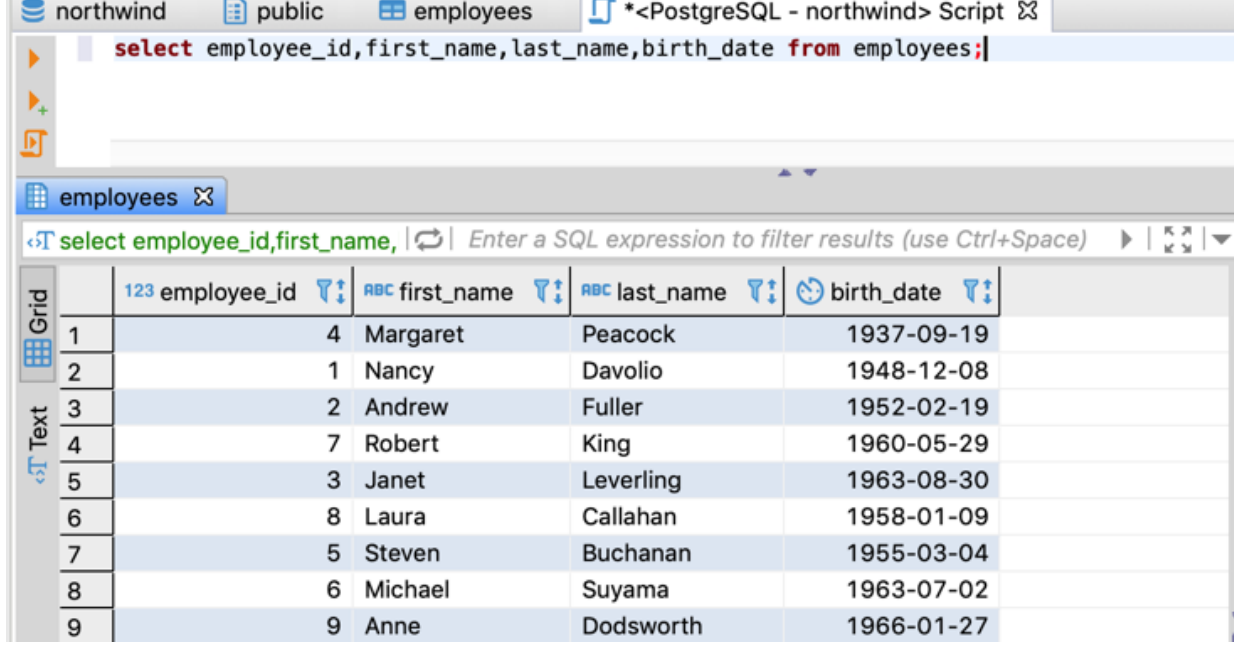 northwind public employees *<PostgreSQL - northwind> Script
select employee_id,first_name,last_name,birth_date from employees;
employees
select employee_id,first_name, Enter a SQL expression to filter results (use Ctrl+Space)
Grid
Text
123 employee_id ABC first_name ABC last_name birth_date
1 4 Margaret Peacock 1937-09-19
2 1 Nancy Davolio 1948-12-08
3 2 Andrew Fuller 1952-02-19
4 7 Robert King 1960-05-29
5 3 Janet Leverling 1963-08-30
6 8 Laura Callahan 1958-01-09
7 5 Steven Buchanan 1955-03-04
8 6 Michael Suyama 1963-07-02
9 9 Anne Dodsworth 1966-01-27